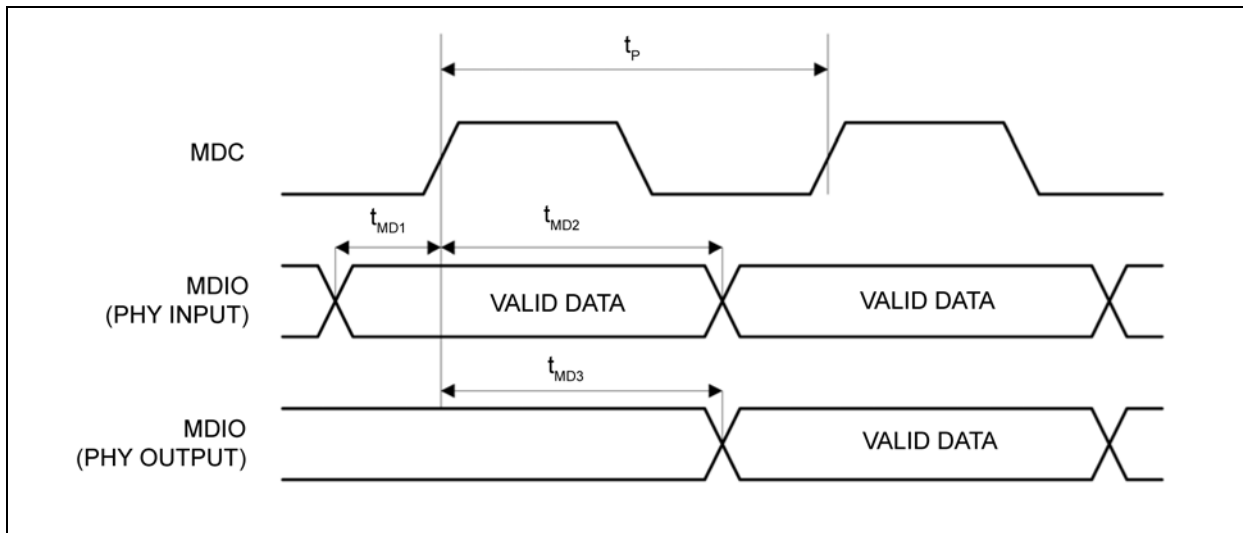 tP
MDC
tMD1
tMD2
MDIO
(PHY INPUT)
VALID DATA
VALID DATA
tMD3
MDIO
(PHY OUTPUT)
VALID DATA